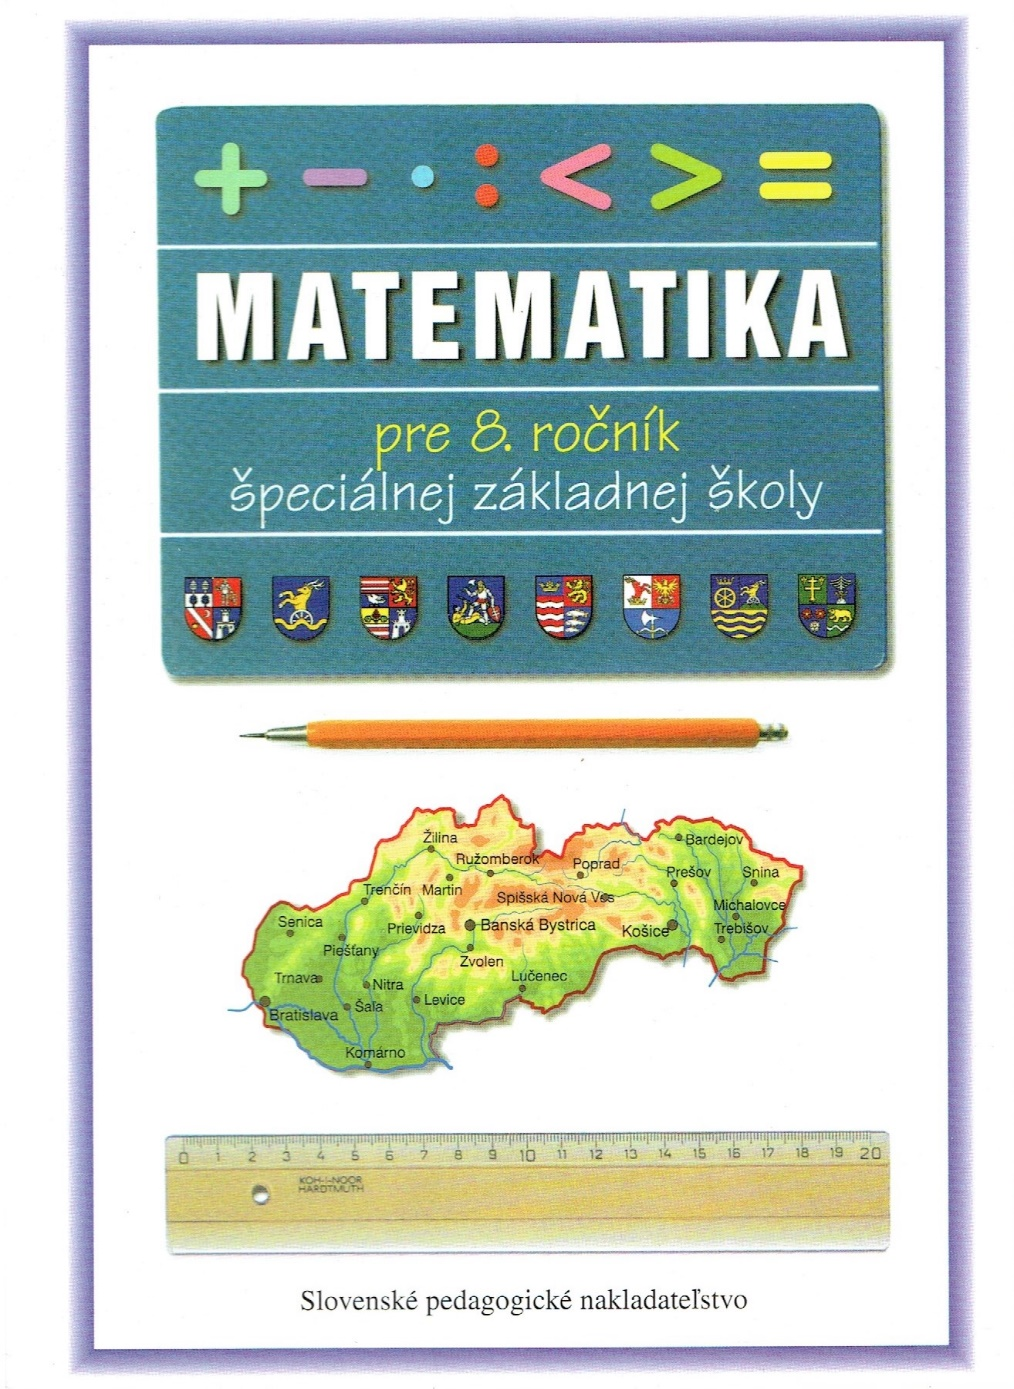 + − · : < > =
MATEMATIKA
pre 8. ročník
špeciálnej základnej školy
Žilina
Bardejov
Ružomberok
Poprad
Prešov
Snina
Trenčín
Martin
Spišská Nová Ves
Michalovce
Senica
Prievidza
Banská Bystrica
Košice
Trebišov
Piešťany
Zvolen
Trnava
Nitra
Lučenec
Levice
Šaľa
Bratislava
Komárno
0 1 2 3 4 5 6 7 8 9 10 11 12 13 14 15 16 17 18 19 20
KOH-I-NOOR
HARDTMUTH
Slovenské pedagogické nakladateľstvo